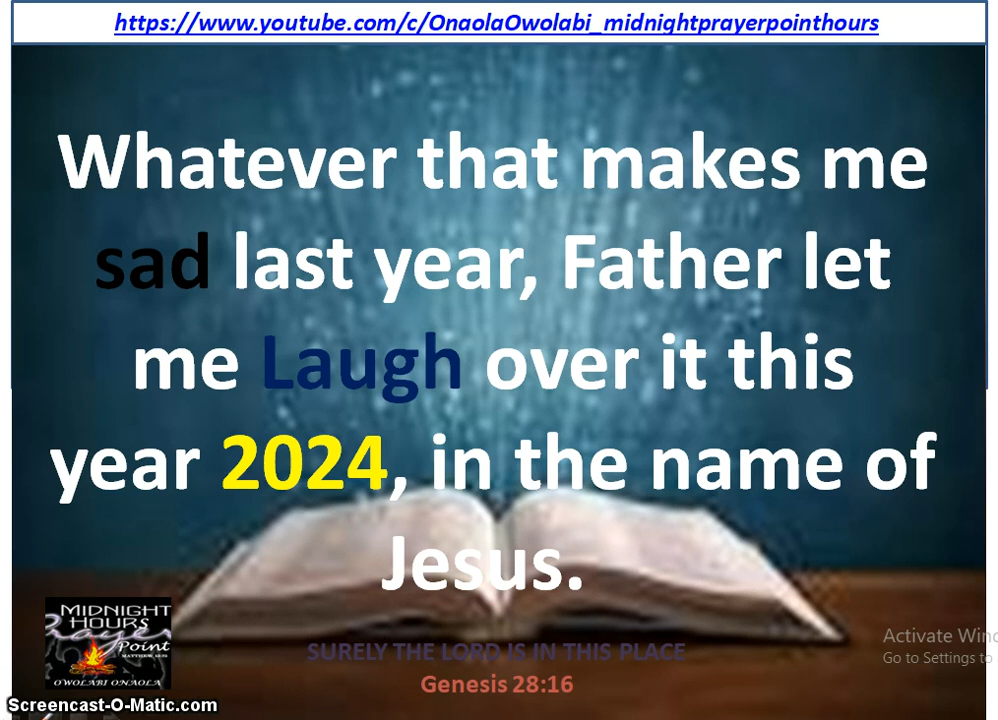 https://www.youtube.com/c/OnaolaOwolabi_midnightprayerpointhours
Whatever that makes me
sad last year, Father let
me Laugh over it this
year 2024, in the name of
Jesus.
MIDNIGHT
HOURS
Prayer
Point
OWOLABI ONAOLA
SURELY THE LORD IS IN THIS PLACE
Genesis 28:16
Activate Win
Go to Settings to
Screencast-O-Matic.com